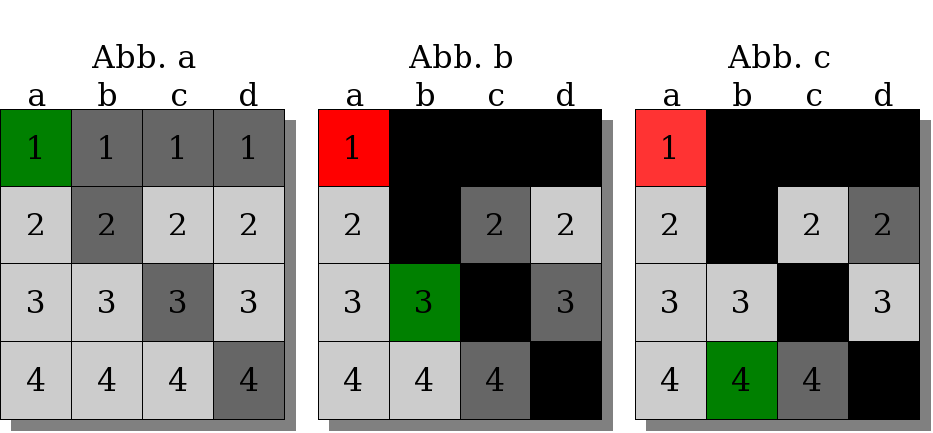 Abb. a Abb. b Abb. c
a b c d a b c d a b c d
1 1 1 1 1 1
2 2 2 2 2 2 2 2 2 2
3 3 3 3 3 3 3 3 3 3
4 4 4 4 4 4 4 4 4 4